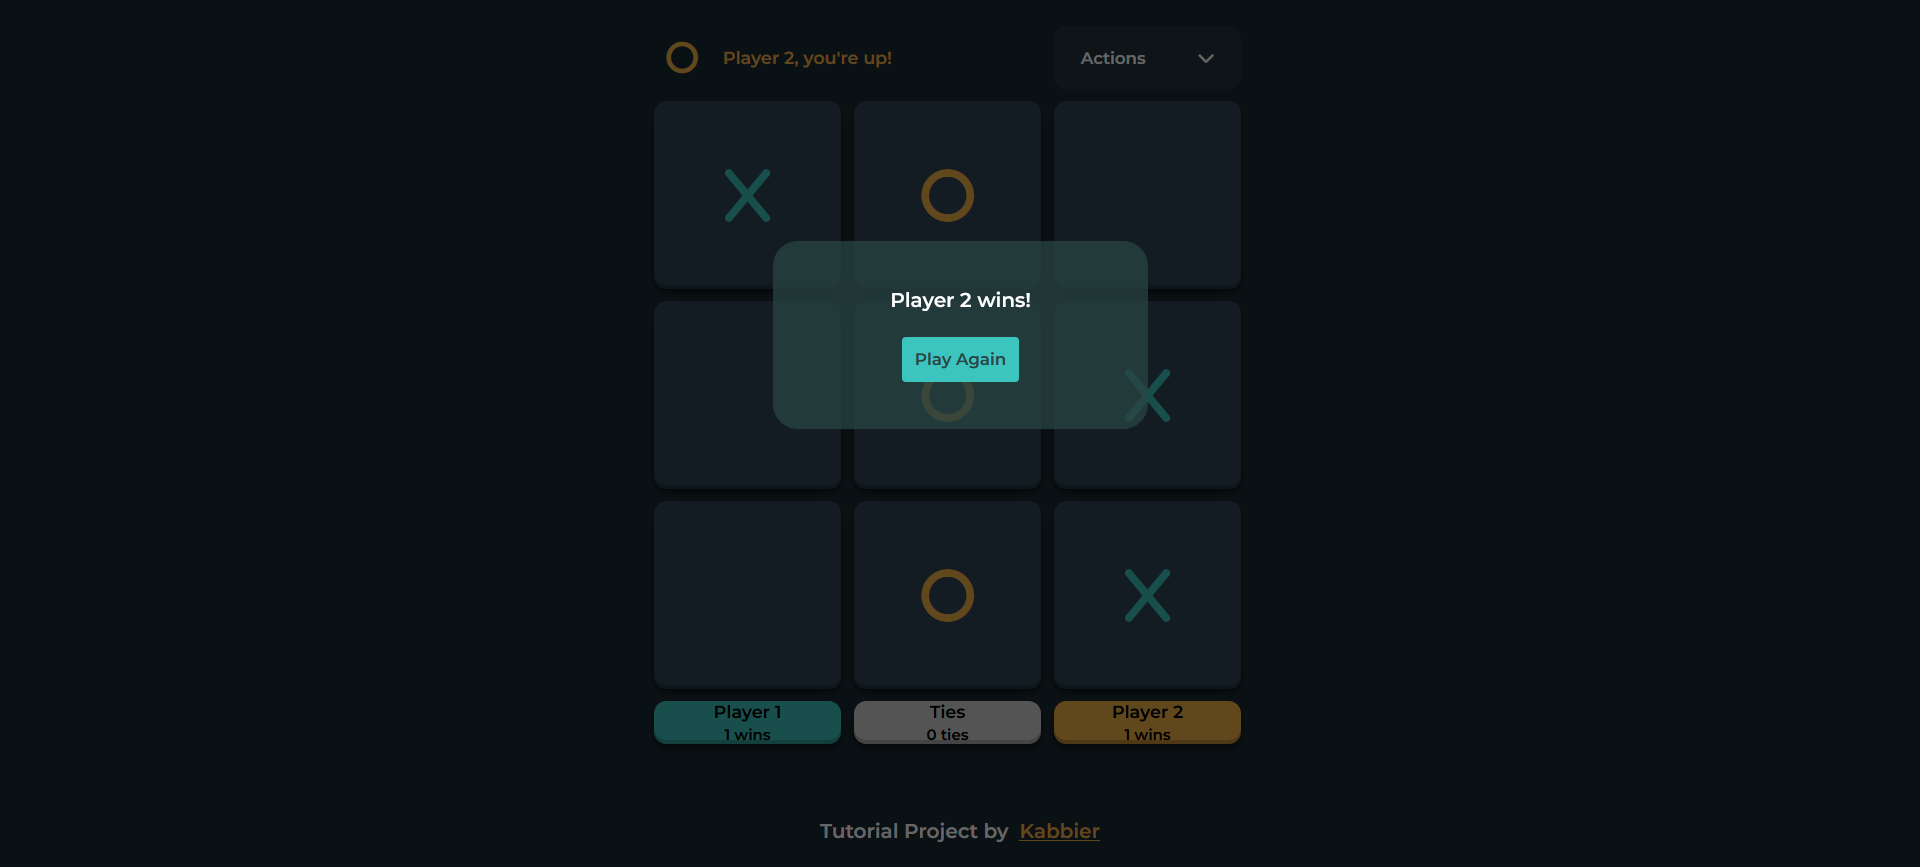 Player 2, you're up!
Actions
Player 2 wins!
Play Again
Player 1
1 wins
Ties
0 ties
Player 2
1 wins
Tutorial Project by Kabbier